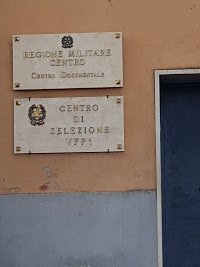 REGIONE MILITARE
CENTRO
CENTRO DOCUMENTALE
CENTRO
DI
SELEZIONE
VFP1